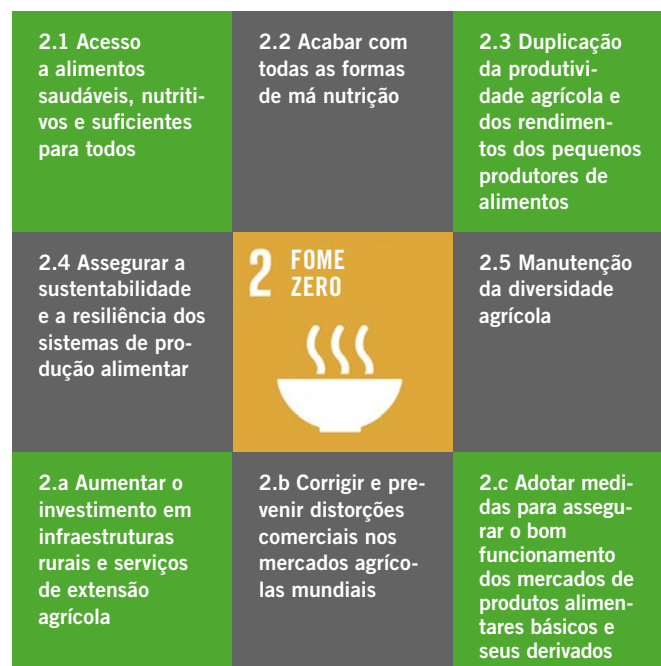 2.1 Acesso
a alimentos
saudáveis, nutriti-
vos e suficientes
para todos
2.2 Acabar com
todas as formas
de má nutrição
2.3 Duplicação
da produtivi-
dade agrícola e
dos rendimen-
tos dos pequenos
produtores de
alimentos
2.4 Assegurar a
sustentabilidade
e a resiliência dos
sistemas de pro-
dução alimentar
2 FOME
ZERO
2.5 Manutenção
da diversidade
agrícola
2.a Aumentar o
investimento em
infraestruturas
rurais e serviços
de extensão
agrícola
2.b Corrigir e pre-
venir distorções
comerciais nos
mercados agríco-
las mundiais
2.c Adotar medi-
das para assegu-
rar o bom
funcionamento
dos mercados de
produtos alimen-
tares básicos e
seus derivados